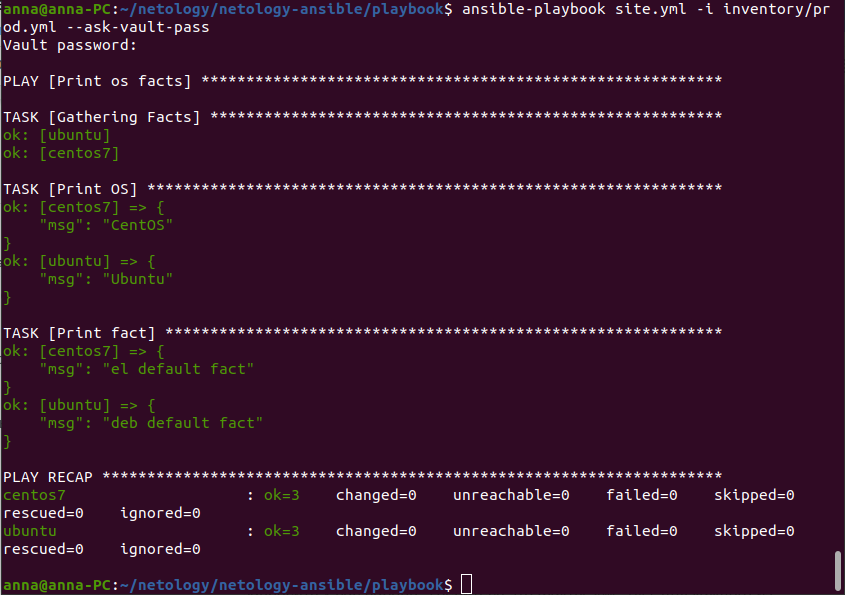 anna@anna-PC:~/netology/netology-ansible/playbook$ ansible-playbook site.yml -i inventory/pr
od.yml --ask-vault-pass
Vault password:
PLAY [Print os facts] **********************************************************
TASK [Gathering Facts] *********************************************************
ok: [ubuntu]
ok: [centos7]
TASK [Print OS] ****************************************************************
ok: [centos7] => {
    "msg": "CentOS"
}
ok: [ubuntu] => {
    "msg": "Ubuntu"
}
TASK [Print fact] **************************************************************
ok: [centos7] => {
    "msg": "el default fact"
}
ok: [ubuntu] => {
    "msg": "deb default fact"
}
PLAY RECAP *********************************************************************
centos7                    : ok=3    changed=0    unreachable=0    failed=0    skipped=0
rescued=0    ignored=0
ubuntu                     : ok=3    changed=0    unreachable=0    failed=0    skipped=0
rescued=0    ignored=0
anna@anna-PC:~/netology/netology-ansible/playbook$